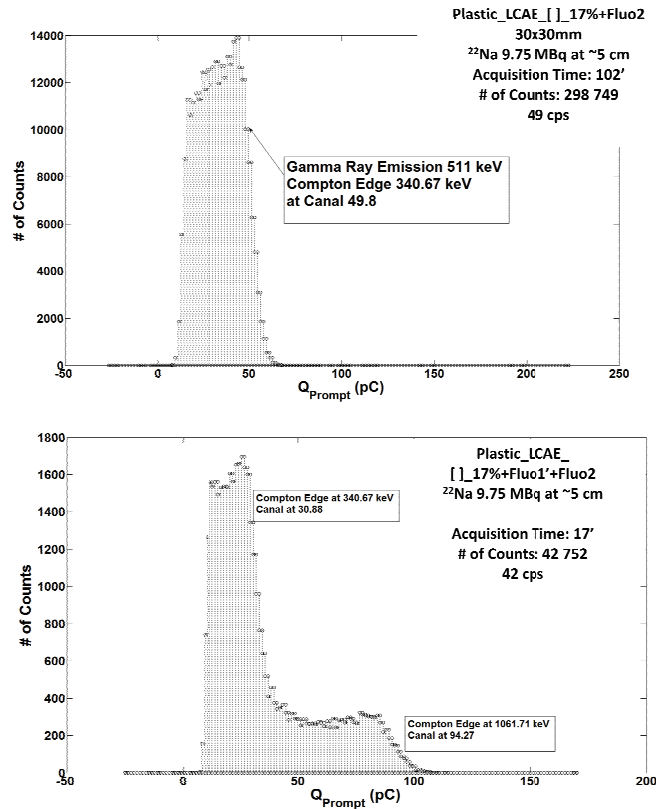 Plastic_LCAE_[ ]_17%+Fluo2
30x30mm
²²Na 9.75 MBq at ~5 cm
Acquisition Time: 102’
# of Counts: 298 749
49 cps
14000
12000
10000
8000
6000
4000
2000
0
# of Counts
Gamma Ray Emission 511 keV
Compton Edge 340.67 keV
at Canal 49.8
-50 0 50 100 150 200 250
Q_Prompt (pC)
Plastic_LCAE_
[ ]_17%+Fluo1’+Fluo2
²²Na 9.75 MBq at ~5 cm
Acquisition Time: 17’
# of Counts: 42 752
42 cps
1800
1600
1400
1200
1000
800
600
400
200
0
# of Counts
Compton Edge at 340.67 keV
Canal at 30.88
Compton Edge at 1061.71 keV
Canal at 94.27
-50 0 50 100 150 200
Q_Prompt (pC)